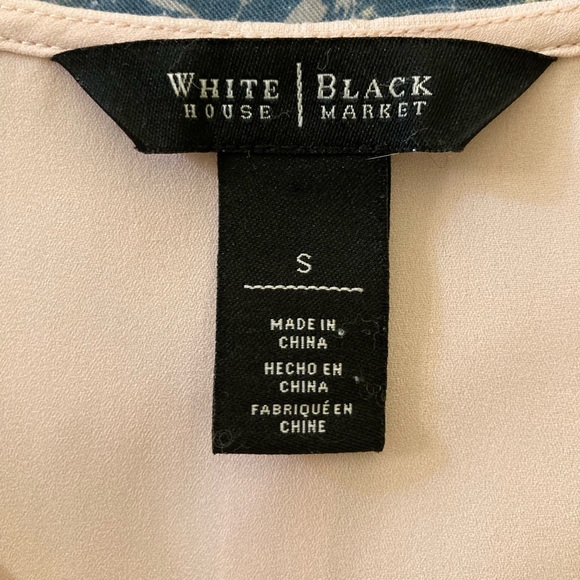 WHITE | BLACK
HOUSE | MARKET
S
MADE IN
CHINA
HECHO EN
CHINA
FABRIQUÉ EN
CHINE